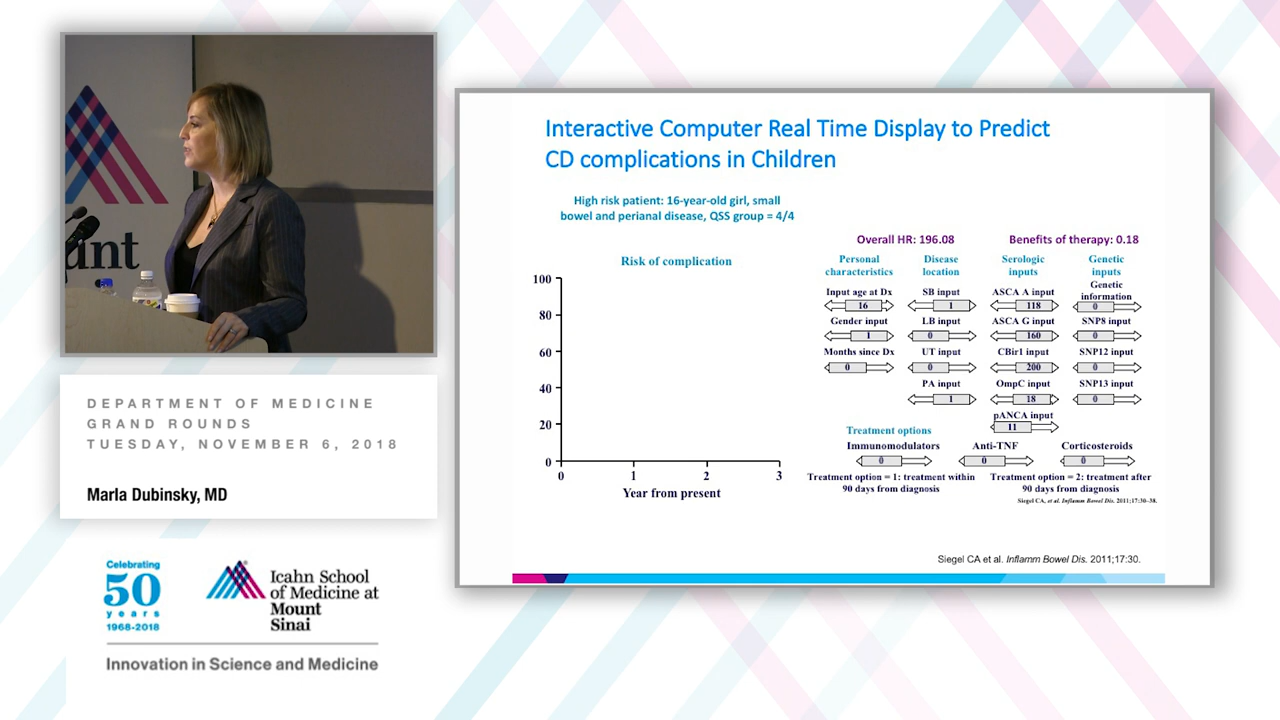 unt
DEPARTMENT OF MEDICINE
GRAND ROUNDS
TUESDAY, NOVEMBER 6, 2018
Marla Dubinsky, MD
Celebrating
50
years
1968-2018
Icahn School
of Medicine at
Mount
Sinai
Innovation in Science and Medicine
Interactive Computer Real Time Display to Predict
CD complications in Children
High risk patient: 16-year-old girl, small
bowel and perianal disease, QSS group = 4/4
Risk of complication
100
80
60
40
20
0
0 1 2 3
Year from present
Overall HR: 196.08
Benefits of therapy: 0.18
Personal
characteristics
Input age at Dx
16
Gender input
1
Months since Dx
0
Disease
location
SB input
1
LB input
0
UT input
0
PA input
1
Serologic
inputs
ASCA A input
118
ASCA G input
160
CBir1 input
200
OmpC input
18
pANCA input
11
Genetic
inputs
Genetic
information
0
SNP8 input
0
SNP12 input
0
SNP13 input
0
Treatment options
Immunomodulators
0
Anti-TNF
0
Corticosteroids
0
Treatment option = 1: treatment within
90 days from diagnosis
Treatment option = 2: treatment after
90 days from diagnosis
Siegel CA, et al. Inflamm Bowel Dis. 2011;17:30–38.
Siegel CA et al. Inflamm Bowel Dis. 2011;17:30.